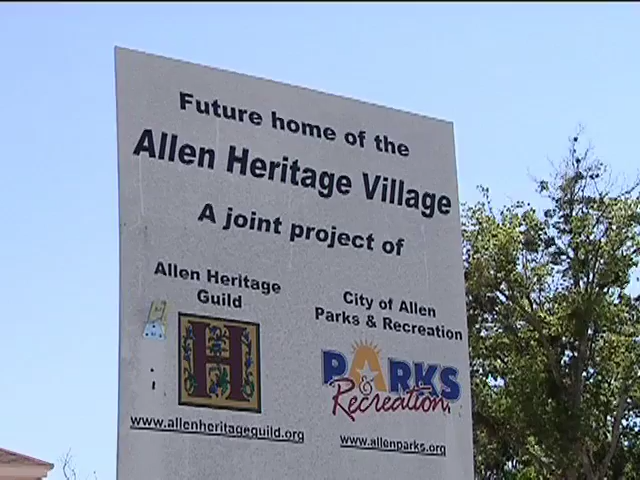 Future home of the
Allen Heritage Village
A joint project of
Allen Heritage
Guild
H
www.allenheritageguild.org
City of Allen
Parks & Recreation
PARKS
& Recreation
www.allenparks.org